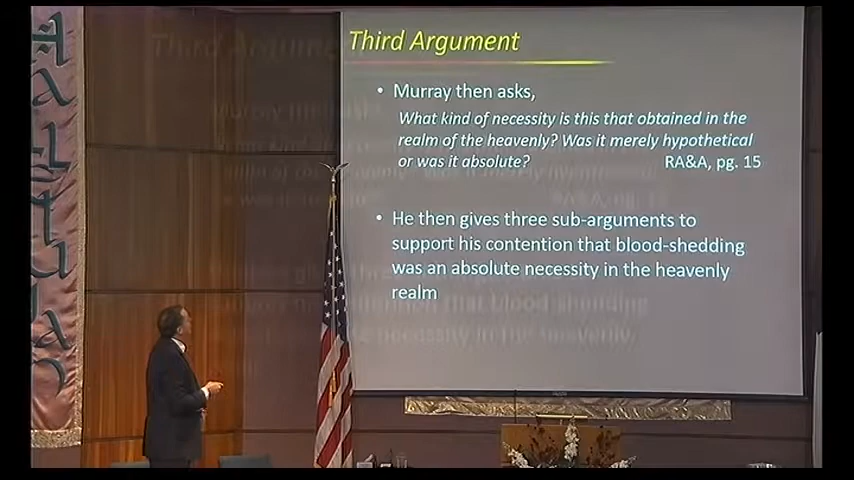 Third Argument
• Murray then asks,
What kind of necessity is this that obtained in the
realm of the heavenly? Was it merely hypothetical
or was it absolute? RA&A, pg. 15
• He then gives three sub-arguments to
support his contention that blood-shedding
was an absolute necessity in the heavenly
realm